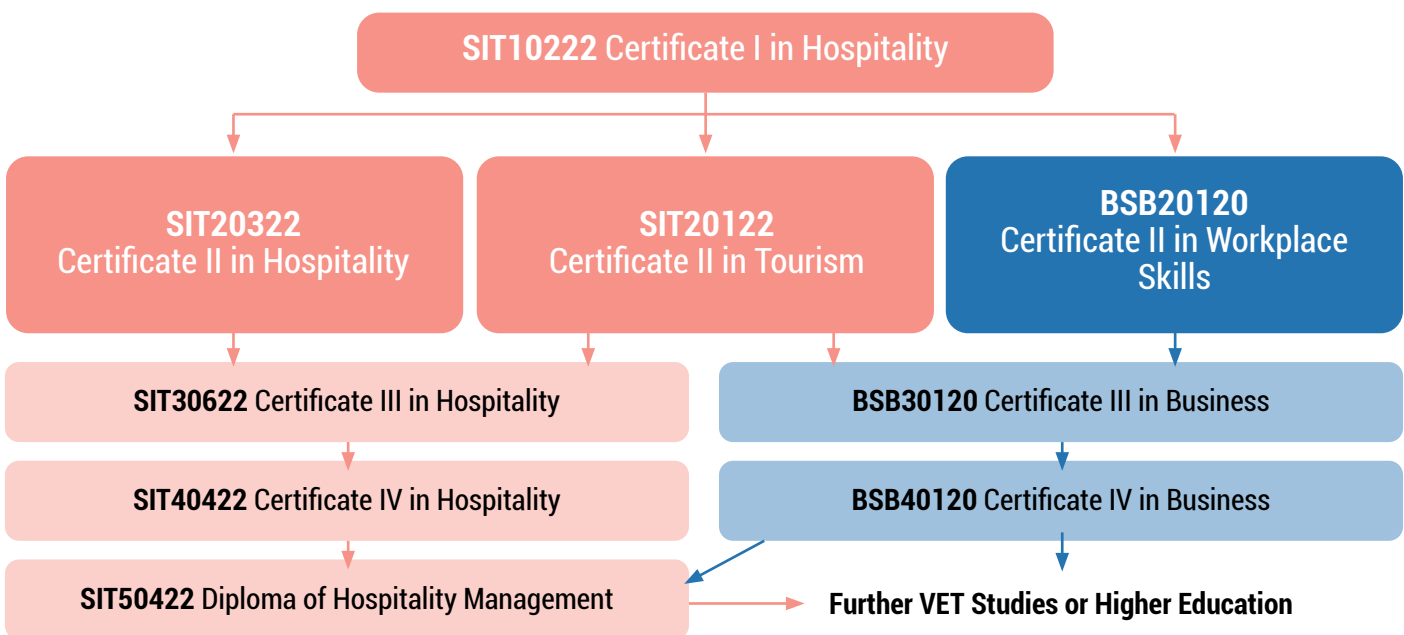 SIT10222 Certificate I in Hospitality
SIT20322
Certificate II in Hospitality
SIT20122
Certificate II in Tourism
BSB20120
Certificate II in Workplace
Skills
SIT30622 Certificate III in Hospitality
BSB30120 Certificate III in Business
SIT40422 Certificate IV in Hospitality
BSB40120 Certificate IV in Business
SIT50422 Diploma of Hospitality Management
Further VET Studies or Higher Education